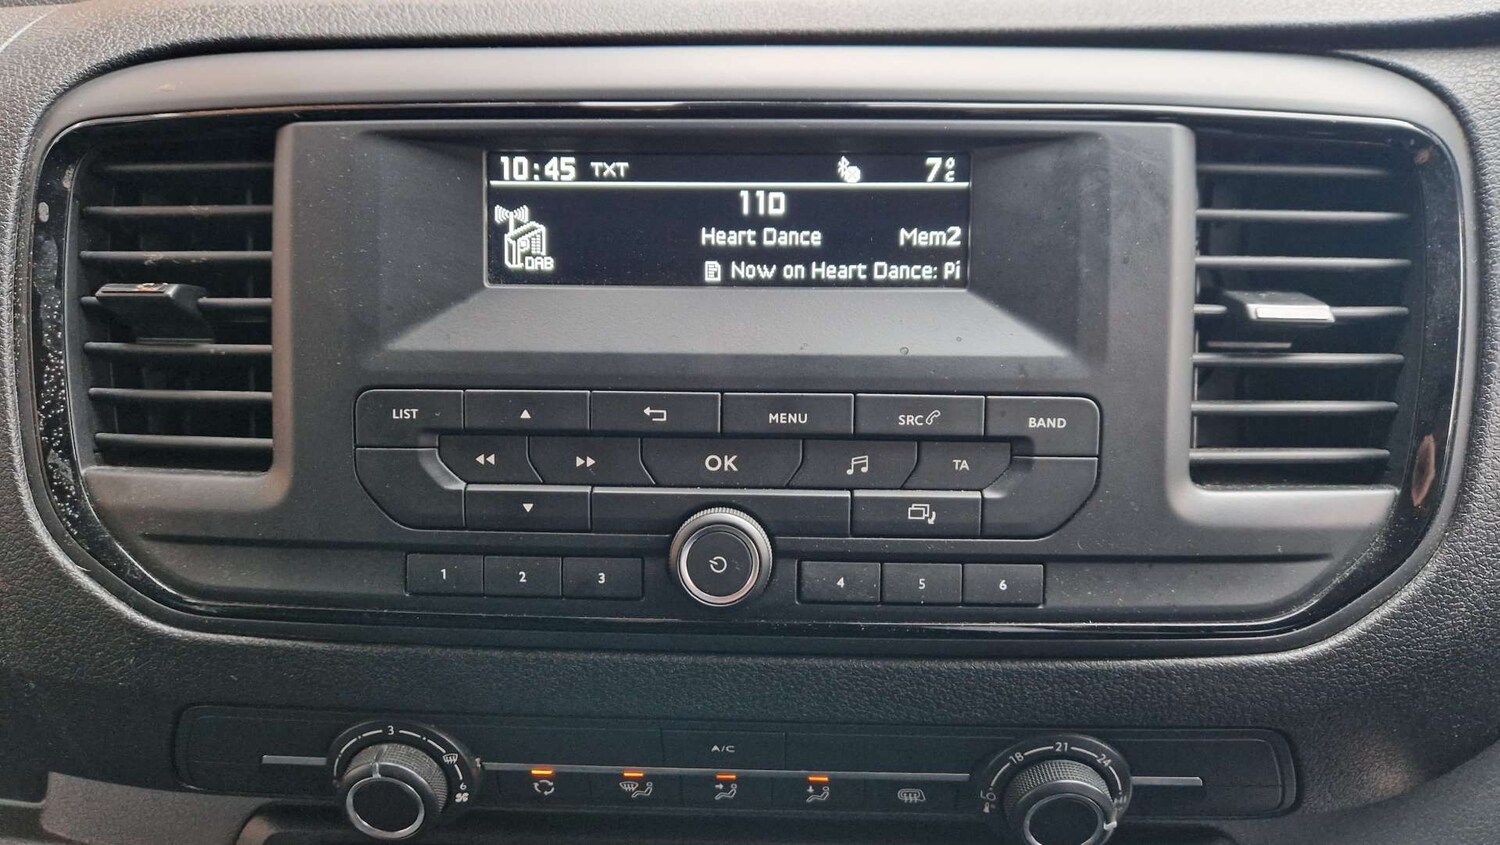 10:45 TXT 7°C
11D
Heart Dance Mem2
DAB
Now on Heart Dance: Pi
LIST MENU SRC BAND
OK TA
1 2 3 4 5 6
3 A/C 18 21 24
6